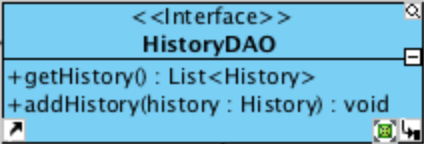 <<Interface>>
HistoryDAO
+getHistory() : List<History>
+addHistory(history : History) : void